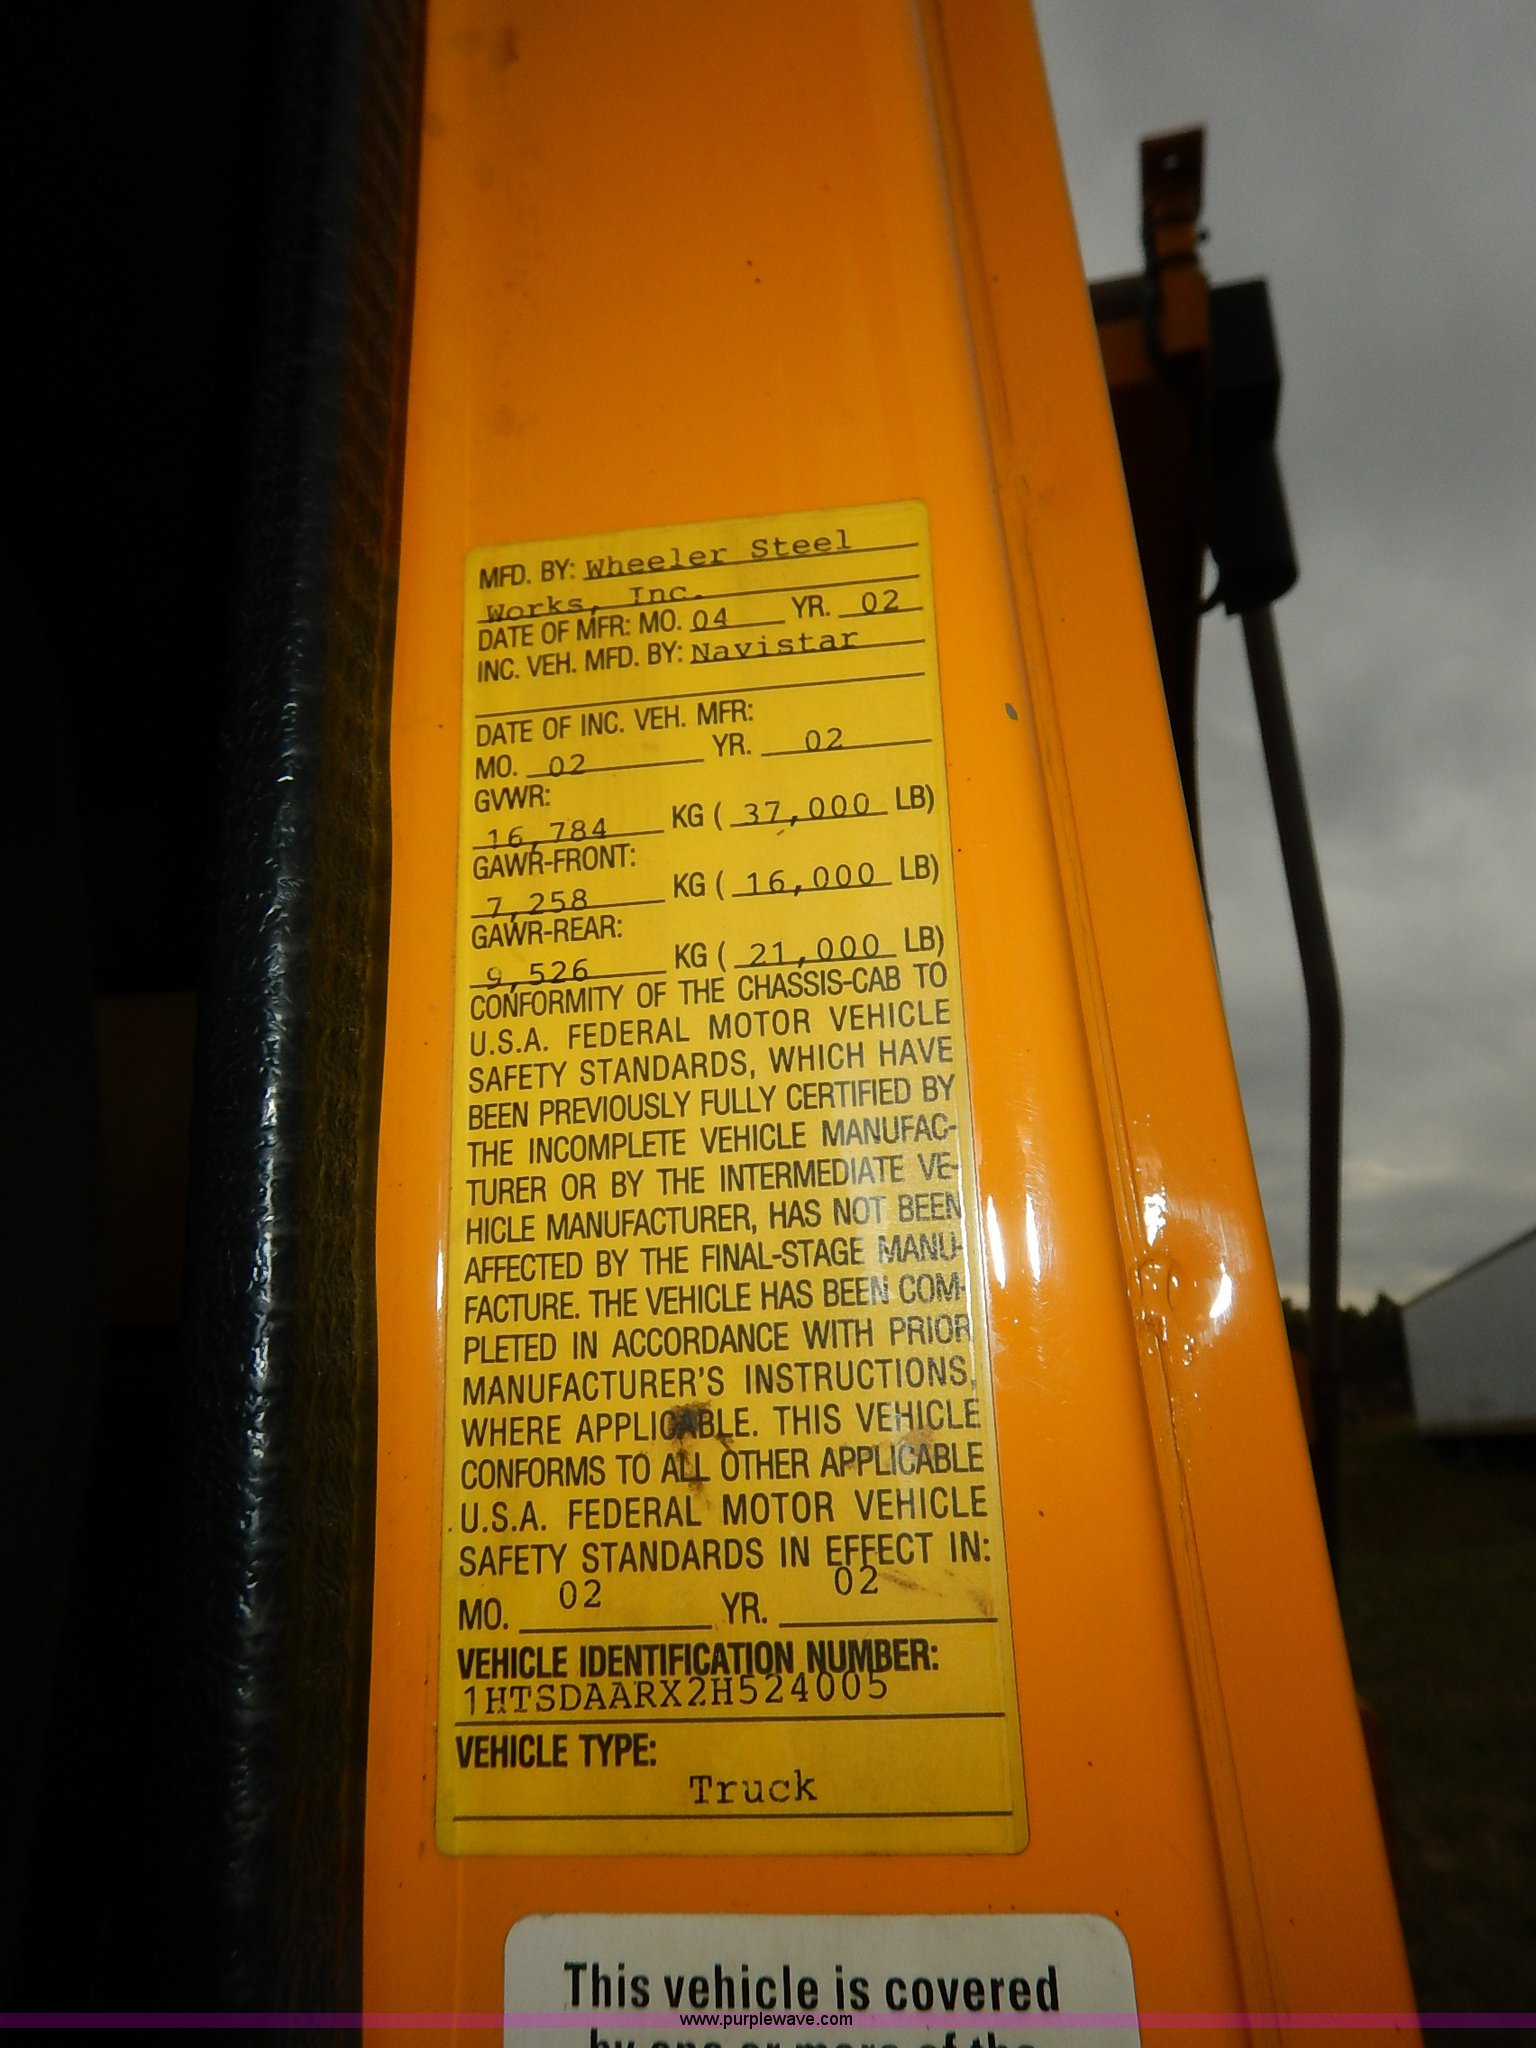 MFD. BY: Wheeler Steel
Works, Inc.
DATE OF MFR: MO. 04 YR. 02
INC. VEH. MFD. BY: Navistar
DATE OF INC. VEH. MFR:
MO. 02 YR. 02
GVWR:
16,784 KG ( 37,000 LB)
GAWR-FRONT:
7,258 KG ( 16,000 LB)
GAWR-REAR:
9,526 KG ( 21,000 LB)
CONFORMITY OF THE CHASSIS-CAB TO
U.S.A. FEDERAL MOTOR VEHICLE
SAFETY STANDARDS, WHICH HAVE
BEEN PREVIOUSLY FULLY CERTIFIED BY
THE INCOMPLETE VEHICLE MANUFAC-
TURER OR BY THE INTERMEDIATE VE-
HICLE MANUFACTURER, HAS NOT BEEN
AFFECTED BY THE FINAL-STAGE MANU-
FACTURE. THE VEHICLE HAS BEEN COM-
PLETED IN ACCORDANCE WITH PRIOR
MANUFACTURER'S INSTRUCTIONS,
WHERE APPLICABLE. THIS VEHICLE
CONFORMS TO ALL OTHER APPLICABLE
U.S.A. FEDERAL MOTOR VEHICLE
SAFETY STANDARDS IN EFFECT IN:
MO. 02 YR. 02
VEHICLE IDENTIFICATION NUMBER:
1HTSDAARX2H524005
VEHICLE TYPE:
Truck
This vehicle is covered
www.purplewave.com
by one or more of the